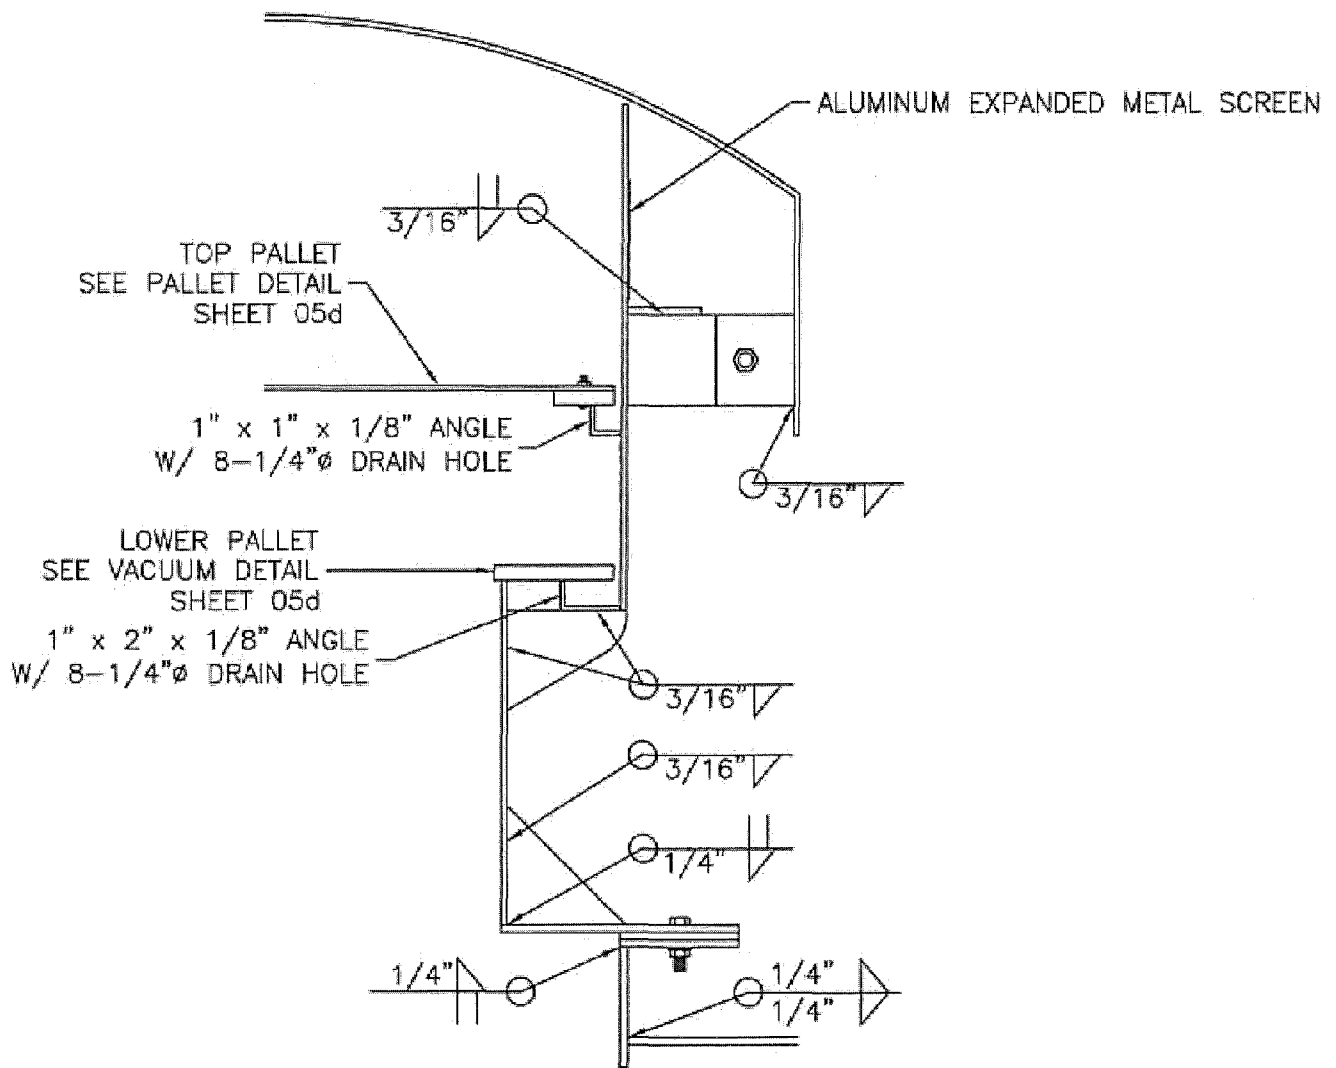 ALUMINUM EXPANDED METAL SCREEN
3/16"
TOP PALLET
SEE PALLET DETAIL
SHEET 05d
1" x 1" x 1/8" ANGLE
W/ 8-1/4"ø DRAIN HOLE
3/16"
LOWER PALLET
SEE VACUUM DETAIL
SHEET 05d
1" x 2" x 1/8" ANGLE
W/ 8-1/4"ø DRAIN HOLE
3/16"
3/16"
1/4"
1/4"
1/4"
1/4"